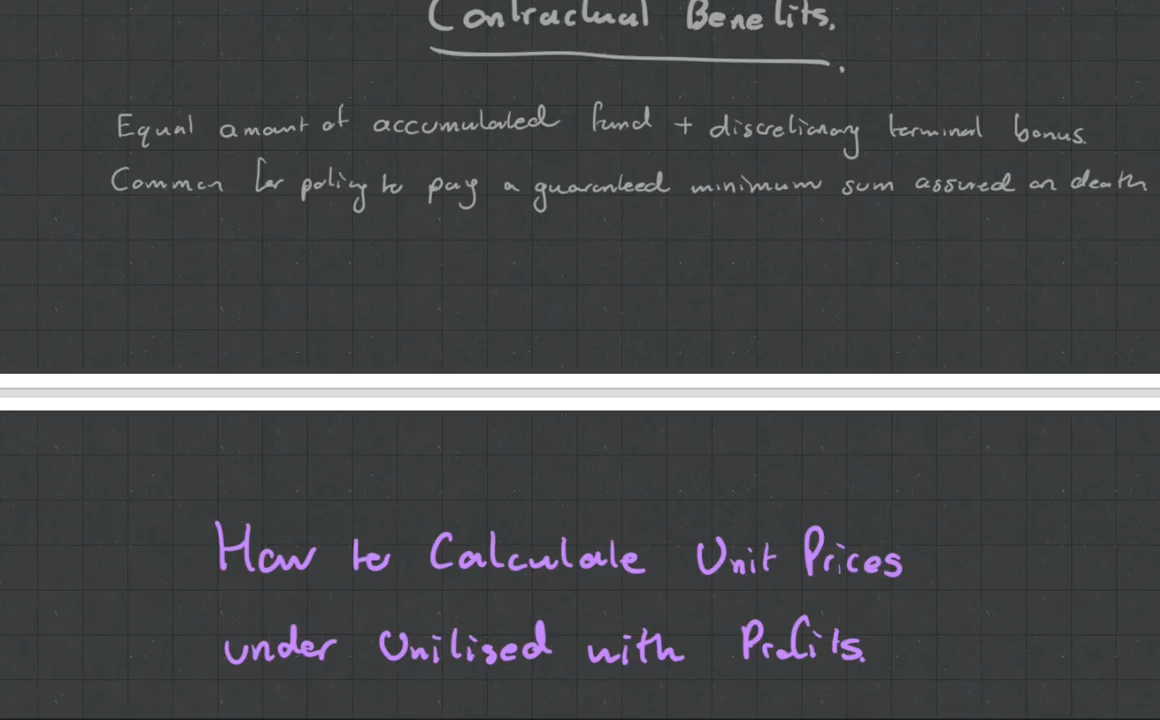 Contractual Benefits.
Equal amount of accumulated fund + discretionary terminal bonus.
Common for policy to pay a guaranteed minimum sum assured on death
How to Calculate Unit Prices
under Unitised with Profits.